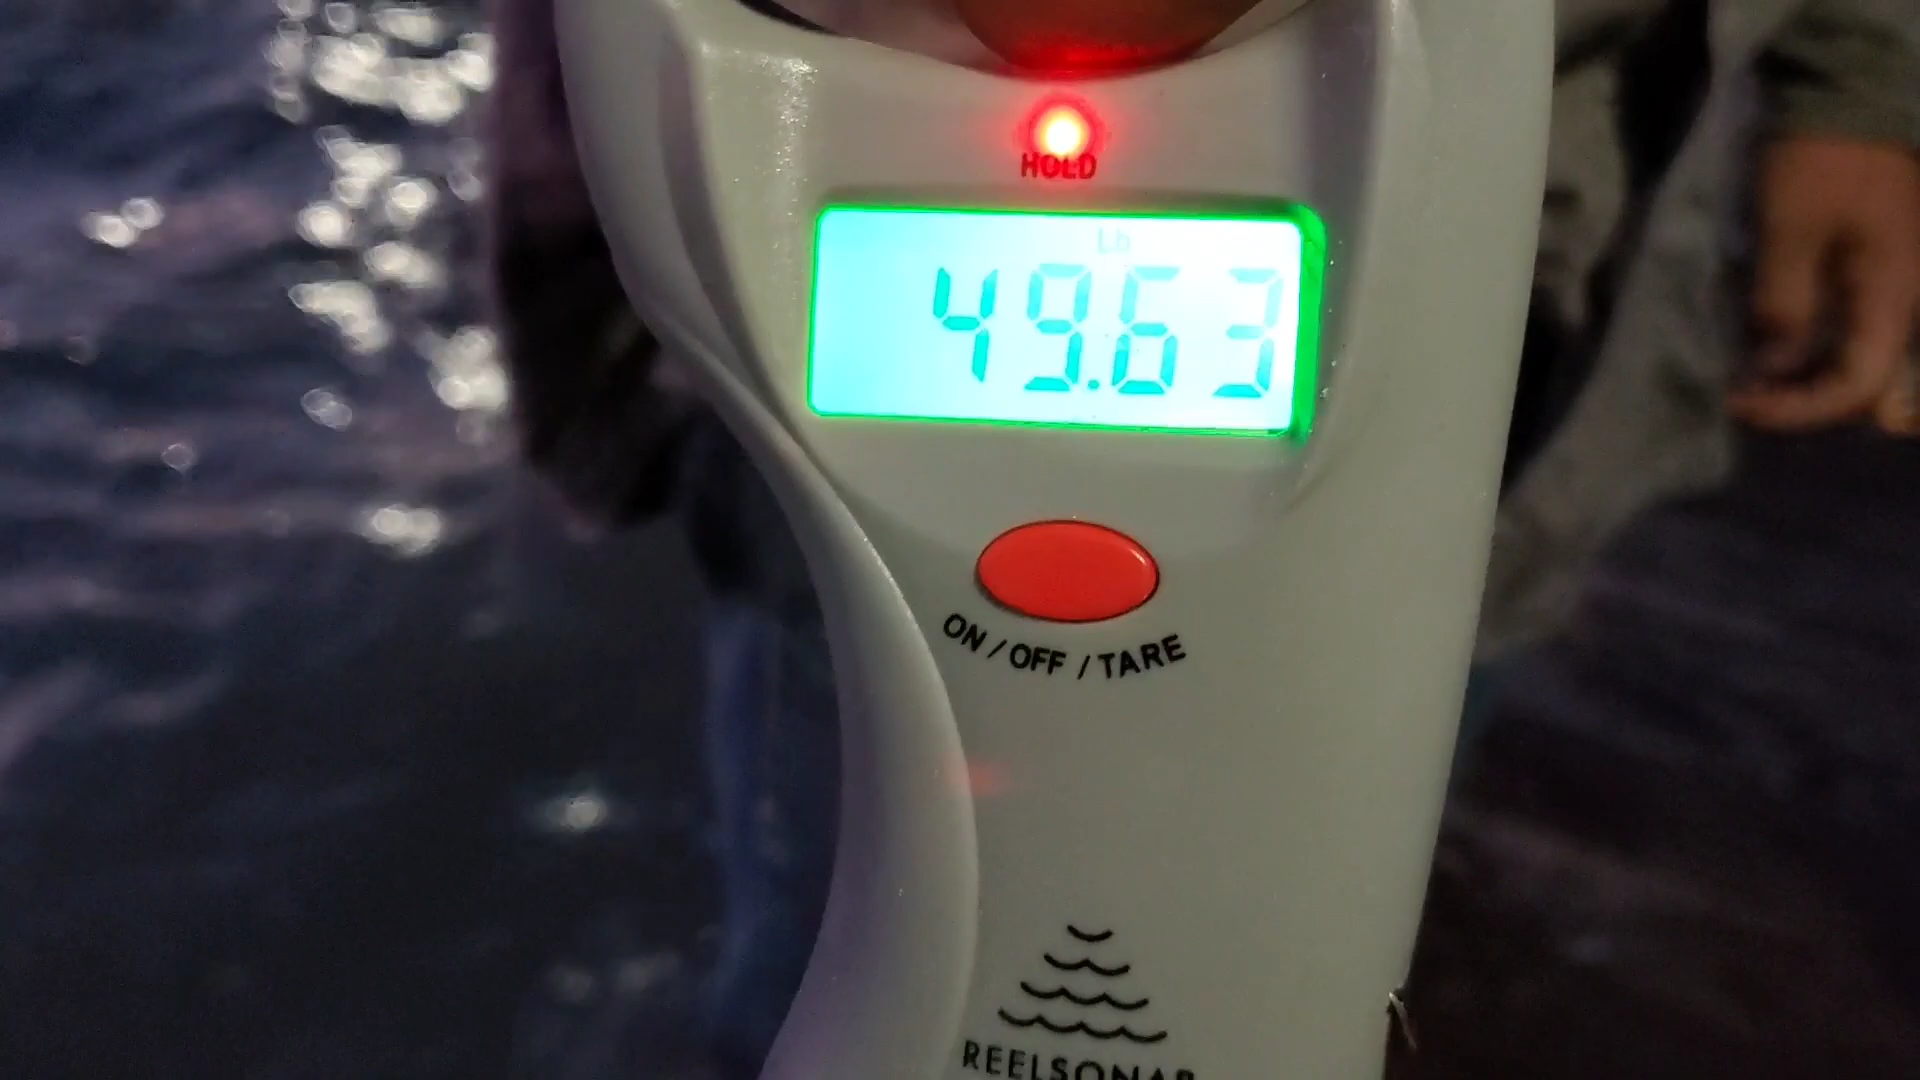 HOLD
Lb
49.63
ON / OFF / TARE
REELSONAR